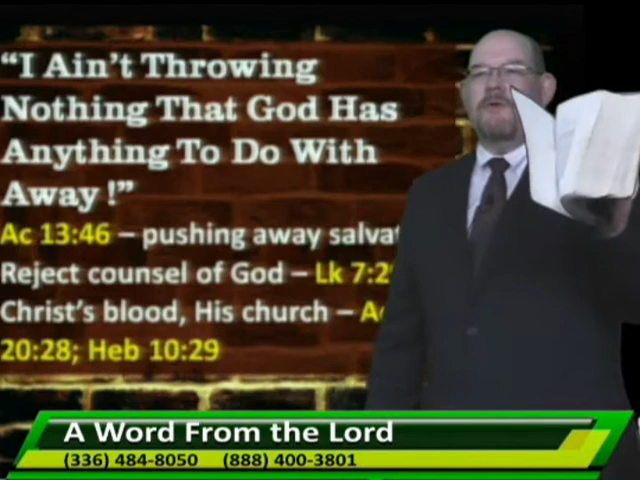 “I Ain’t Throwing
Nothing That God Has
Anything To Do With
Away !”
Ac 13:46 – pushing away
Reject counsel of God – Lk
Christ’s blood, His church –
20:28; Heb 10:29
A Word From the Lord
(336) 484-8050 (888) 400-3801